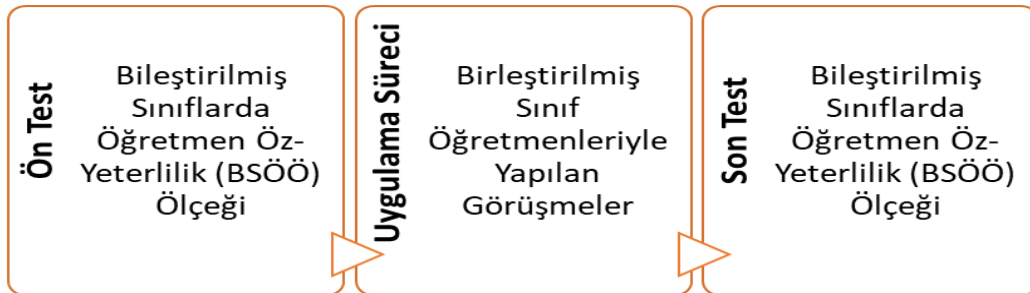 Ön Test
Bileştirilmiş
Sınıflarda
Öğretmen Öz-
Yeterlilik (BSÖÖ)
Ölçeği
Uygulama Süreci
Birleştirilmiş
Sınıf
Öğretmenleriyle
Yapılan
Görüşmeler
Son Test
Bileştirilmiş
Sınıflarda
Öğretmen Öz-
Yeterlilik (BSÖÖ)
Ölçeği